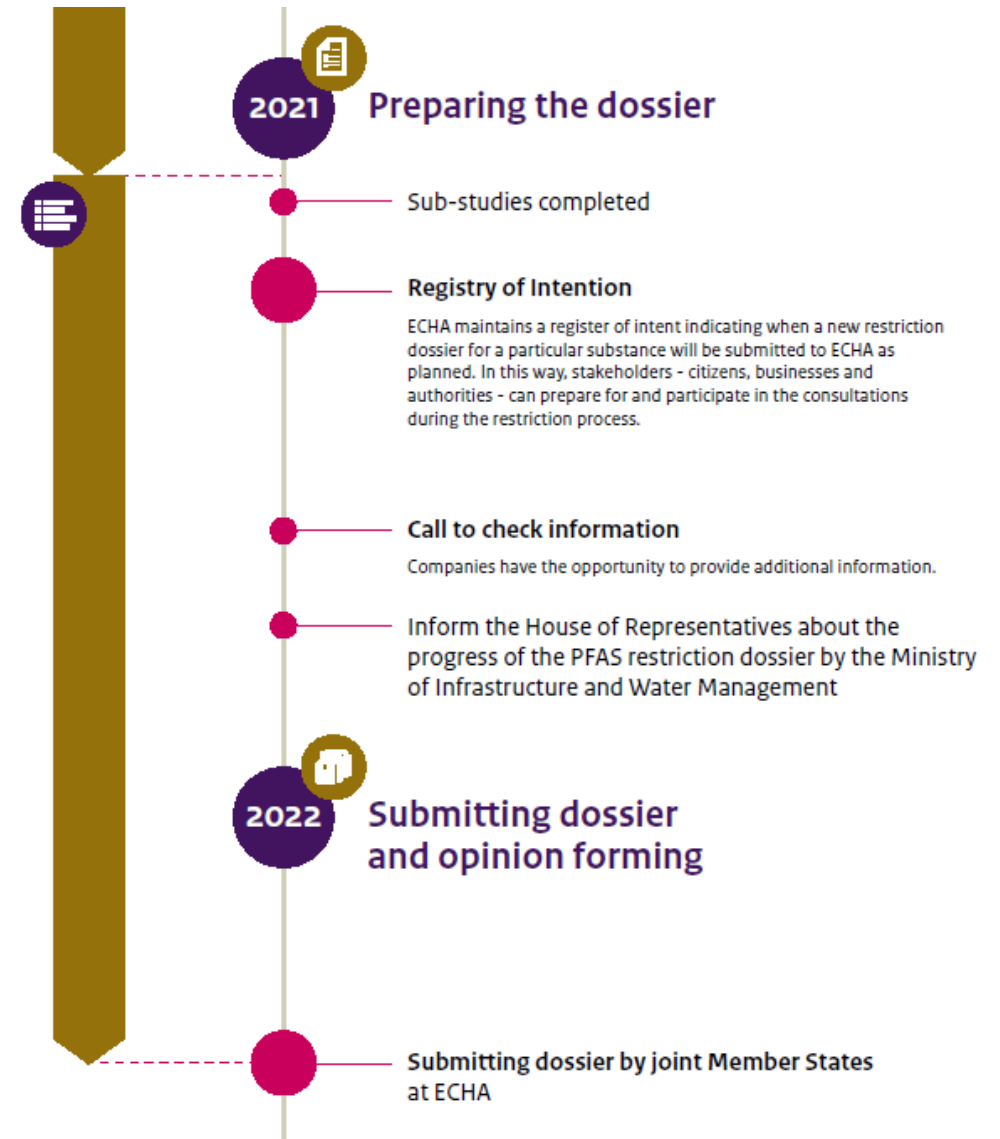 2021
Preparing the dossier
Sub-studies completed
Registry of Intention
ECHA maintains a register of intent indicating when a new restriction
dossier for a particular substance will be submitted to ECHA as
planned. In this way, stakeholders - citizens, businesses and
authorities - can prepare for and participate in the consultations
during the restriction process.
Call to check information
Companies have the opportunity to provide additional information.
Inform the House of Representatives about the
progress of the PFAS restriction dossier by the Ministry
of Infrastructure and Water Management
2022
Submitting dossier
and opinion forming
Submitting dossier by joint Member States
at ECHA